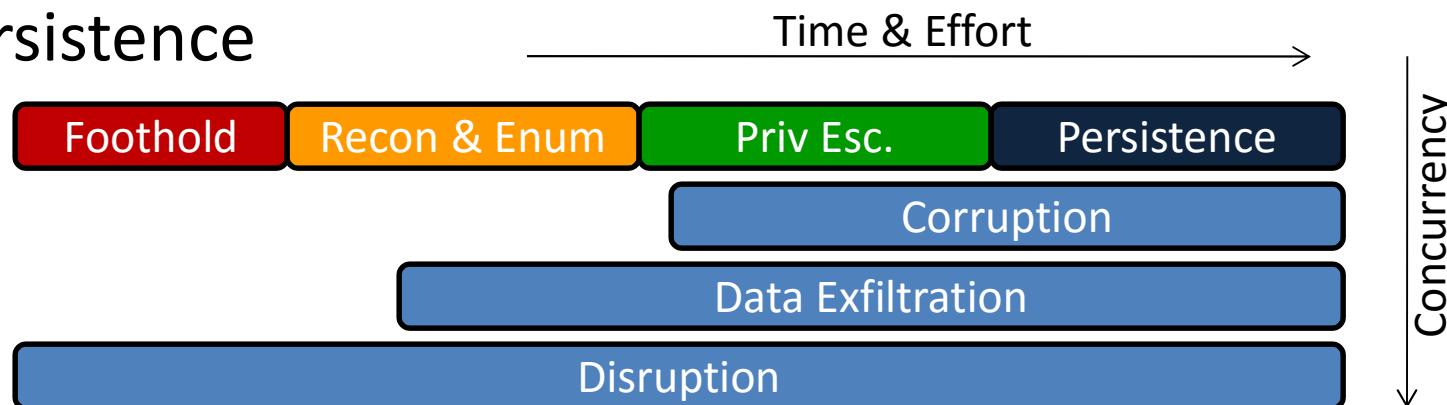 rsistence
Time & Effort
Foothold
Recon & Enum
Priv Esc.
Persistence
Corruption
Data Exfiltration
Disruption
Concurrency